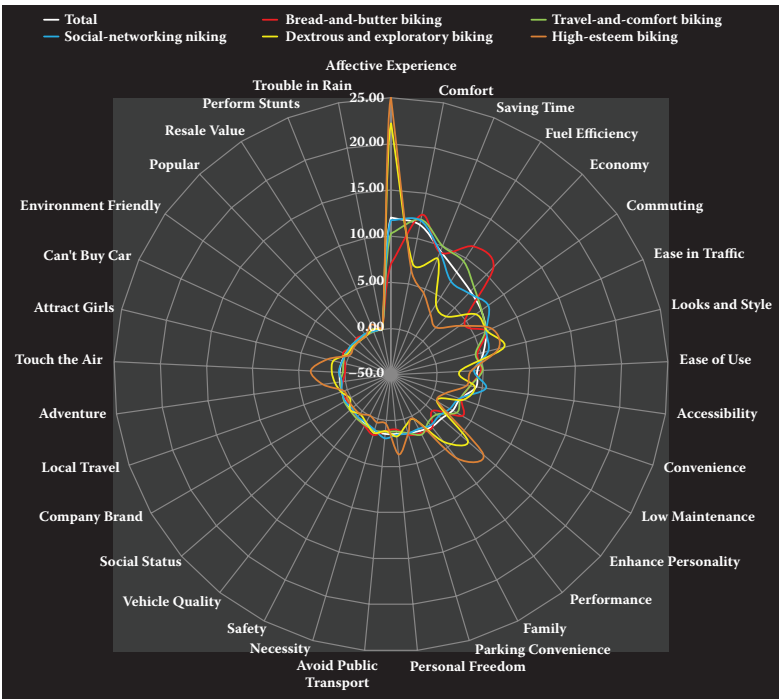 Total
Bread-and-butter biking
Travel-and-comfort biking
Social-networking niking
Dextrous and exploratory biking
High-esteem biking
Affective Experience
Trouble in Rain
Comfort
25.00
Perform Stunts
Saving Time
Resale Value
Fuel Efficiency
20.00
Popular
Economy
15.00
Environment Friendly
Commuting
10.00
Can't Buy Car
Ease in Traffic
5.00
Attract Girls
Looks and Style
0.00
Touch the Air
Ease of Use
−50.0
Adventure
Accessibility
Local Travel
Convenience
Company Brand
Low Maintenance
Social Status
Enhance Personality
Vehicle Quality
Performance
Safety
Family
Necessity
Parking Convenience
Avoid Public
Transport
Personal Freedom